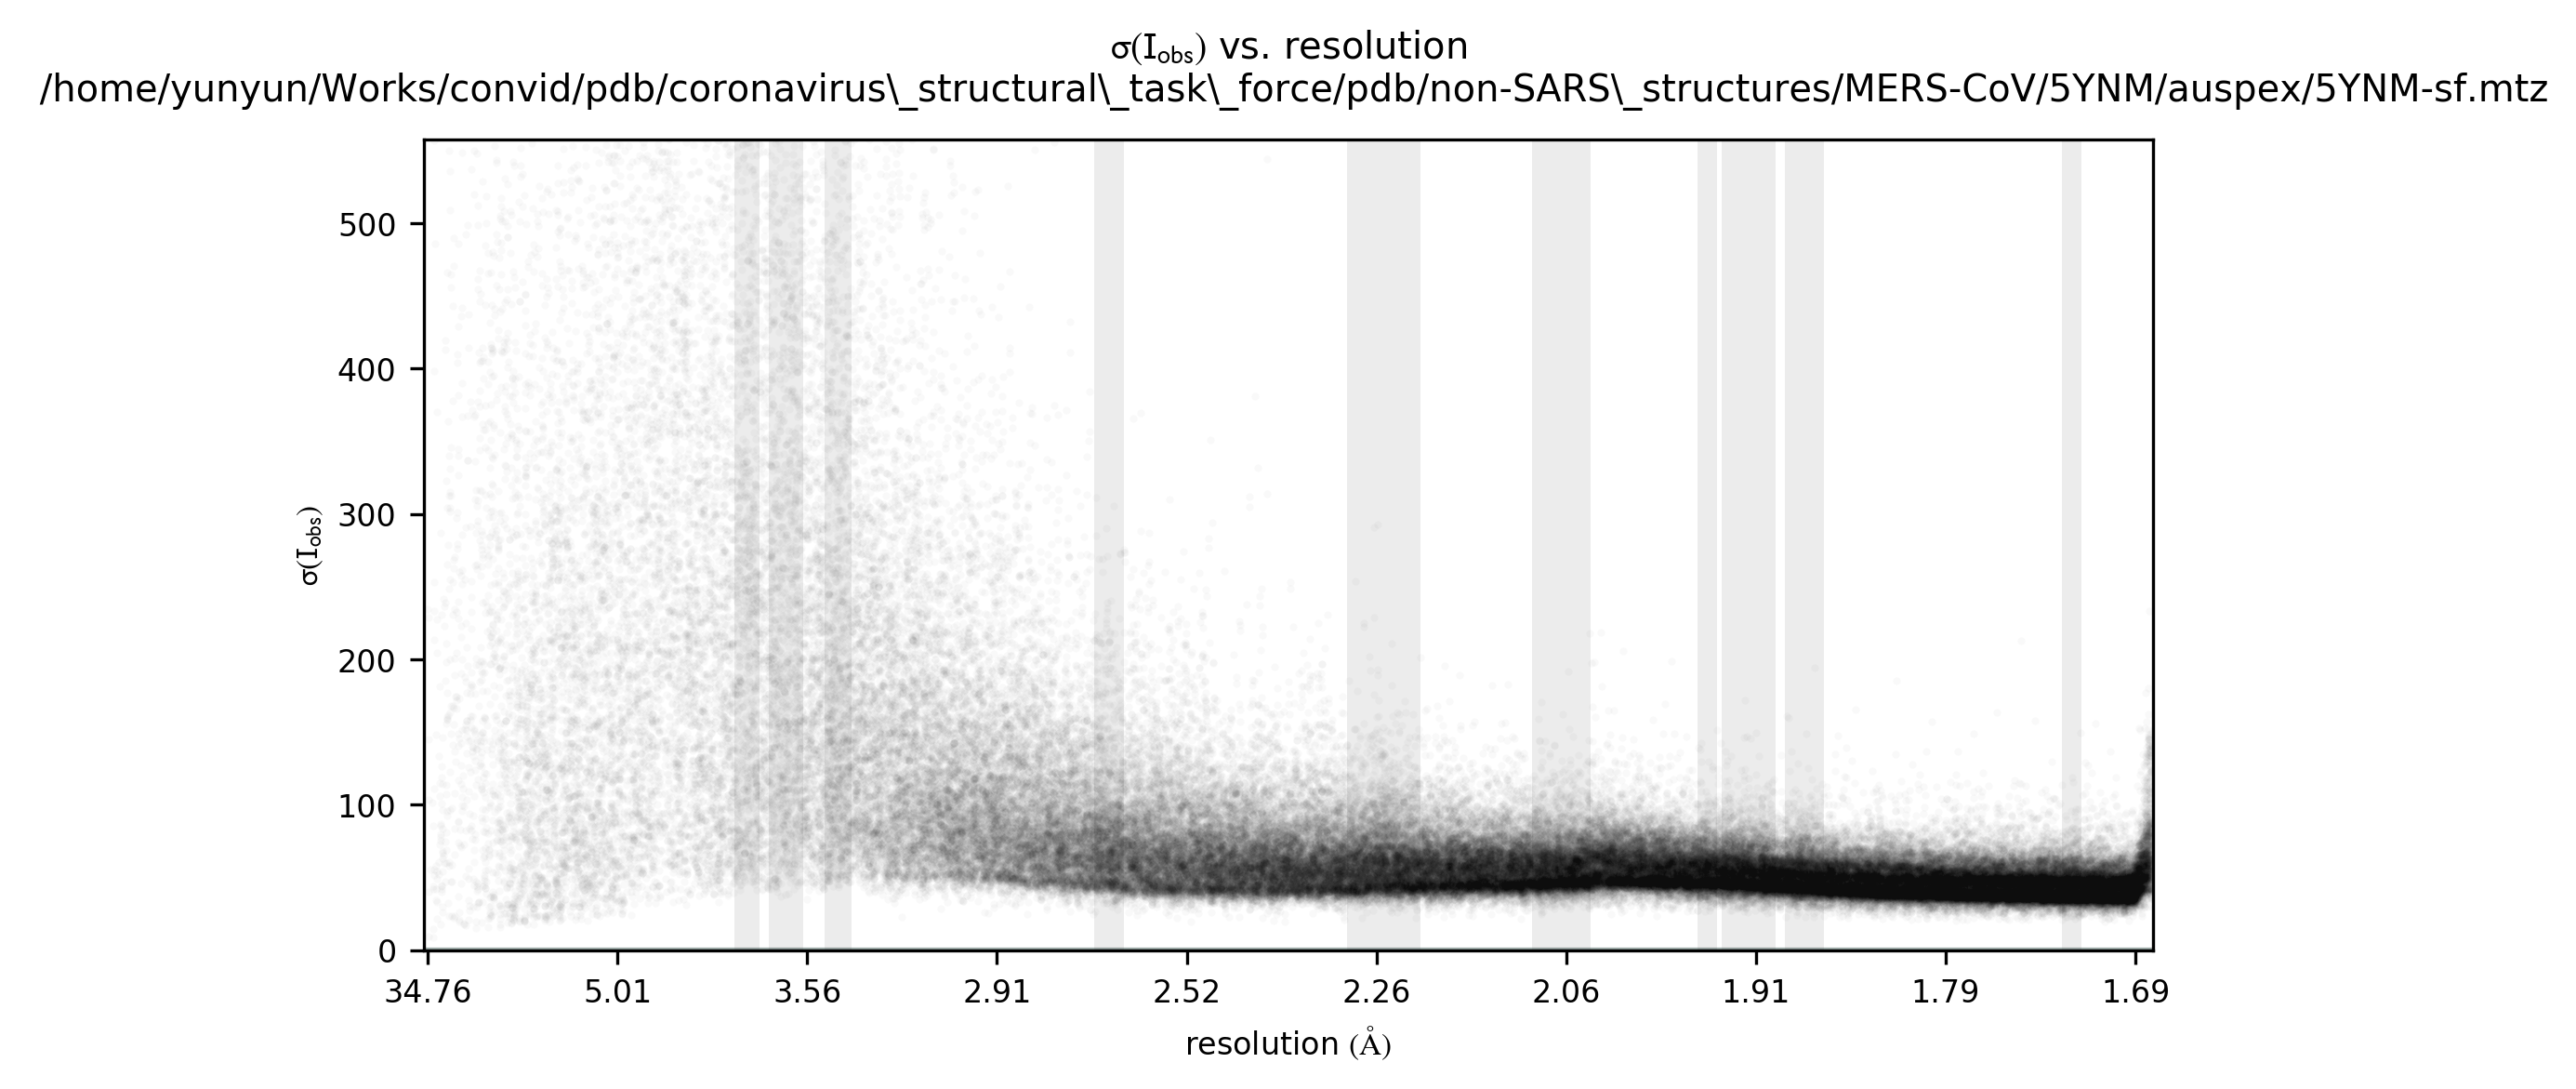 σ(Iobs) vs. resolution
/home/yunyun/Works/convid/pdb/coronavirus\_structural\_task\_force/pdb/non-SARS\_structures/MERS-CoV/5YNM/auspex/5YNM-sf.mtz
500
400
300
200
100
0
σ(Iobs)
34.76 5.01 3.56 2.91 2.52 2.26 2.06 1.91 1.79 1.69
resolution (Å)